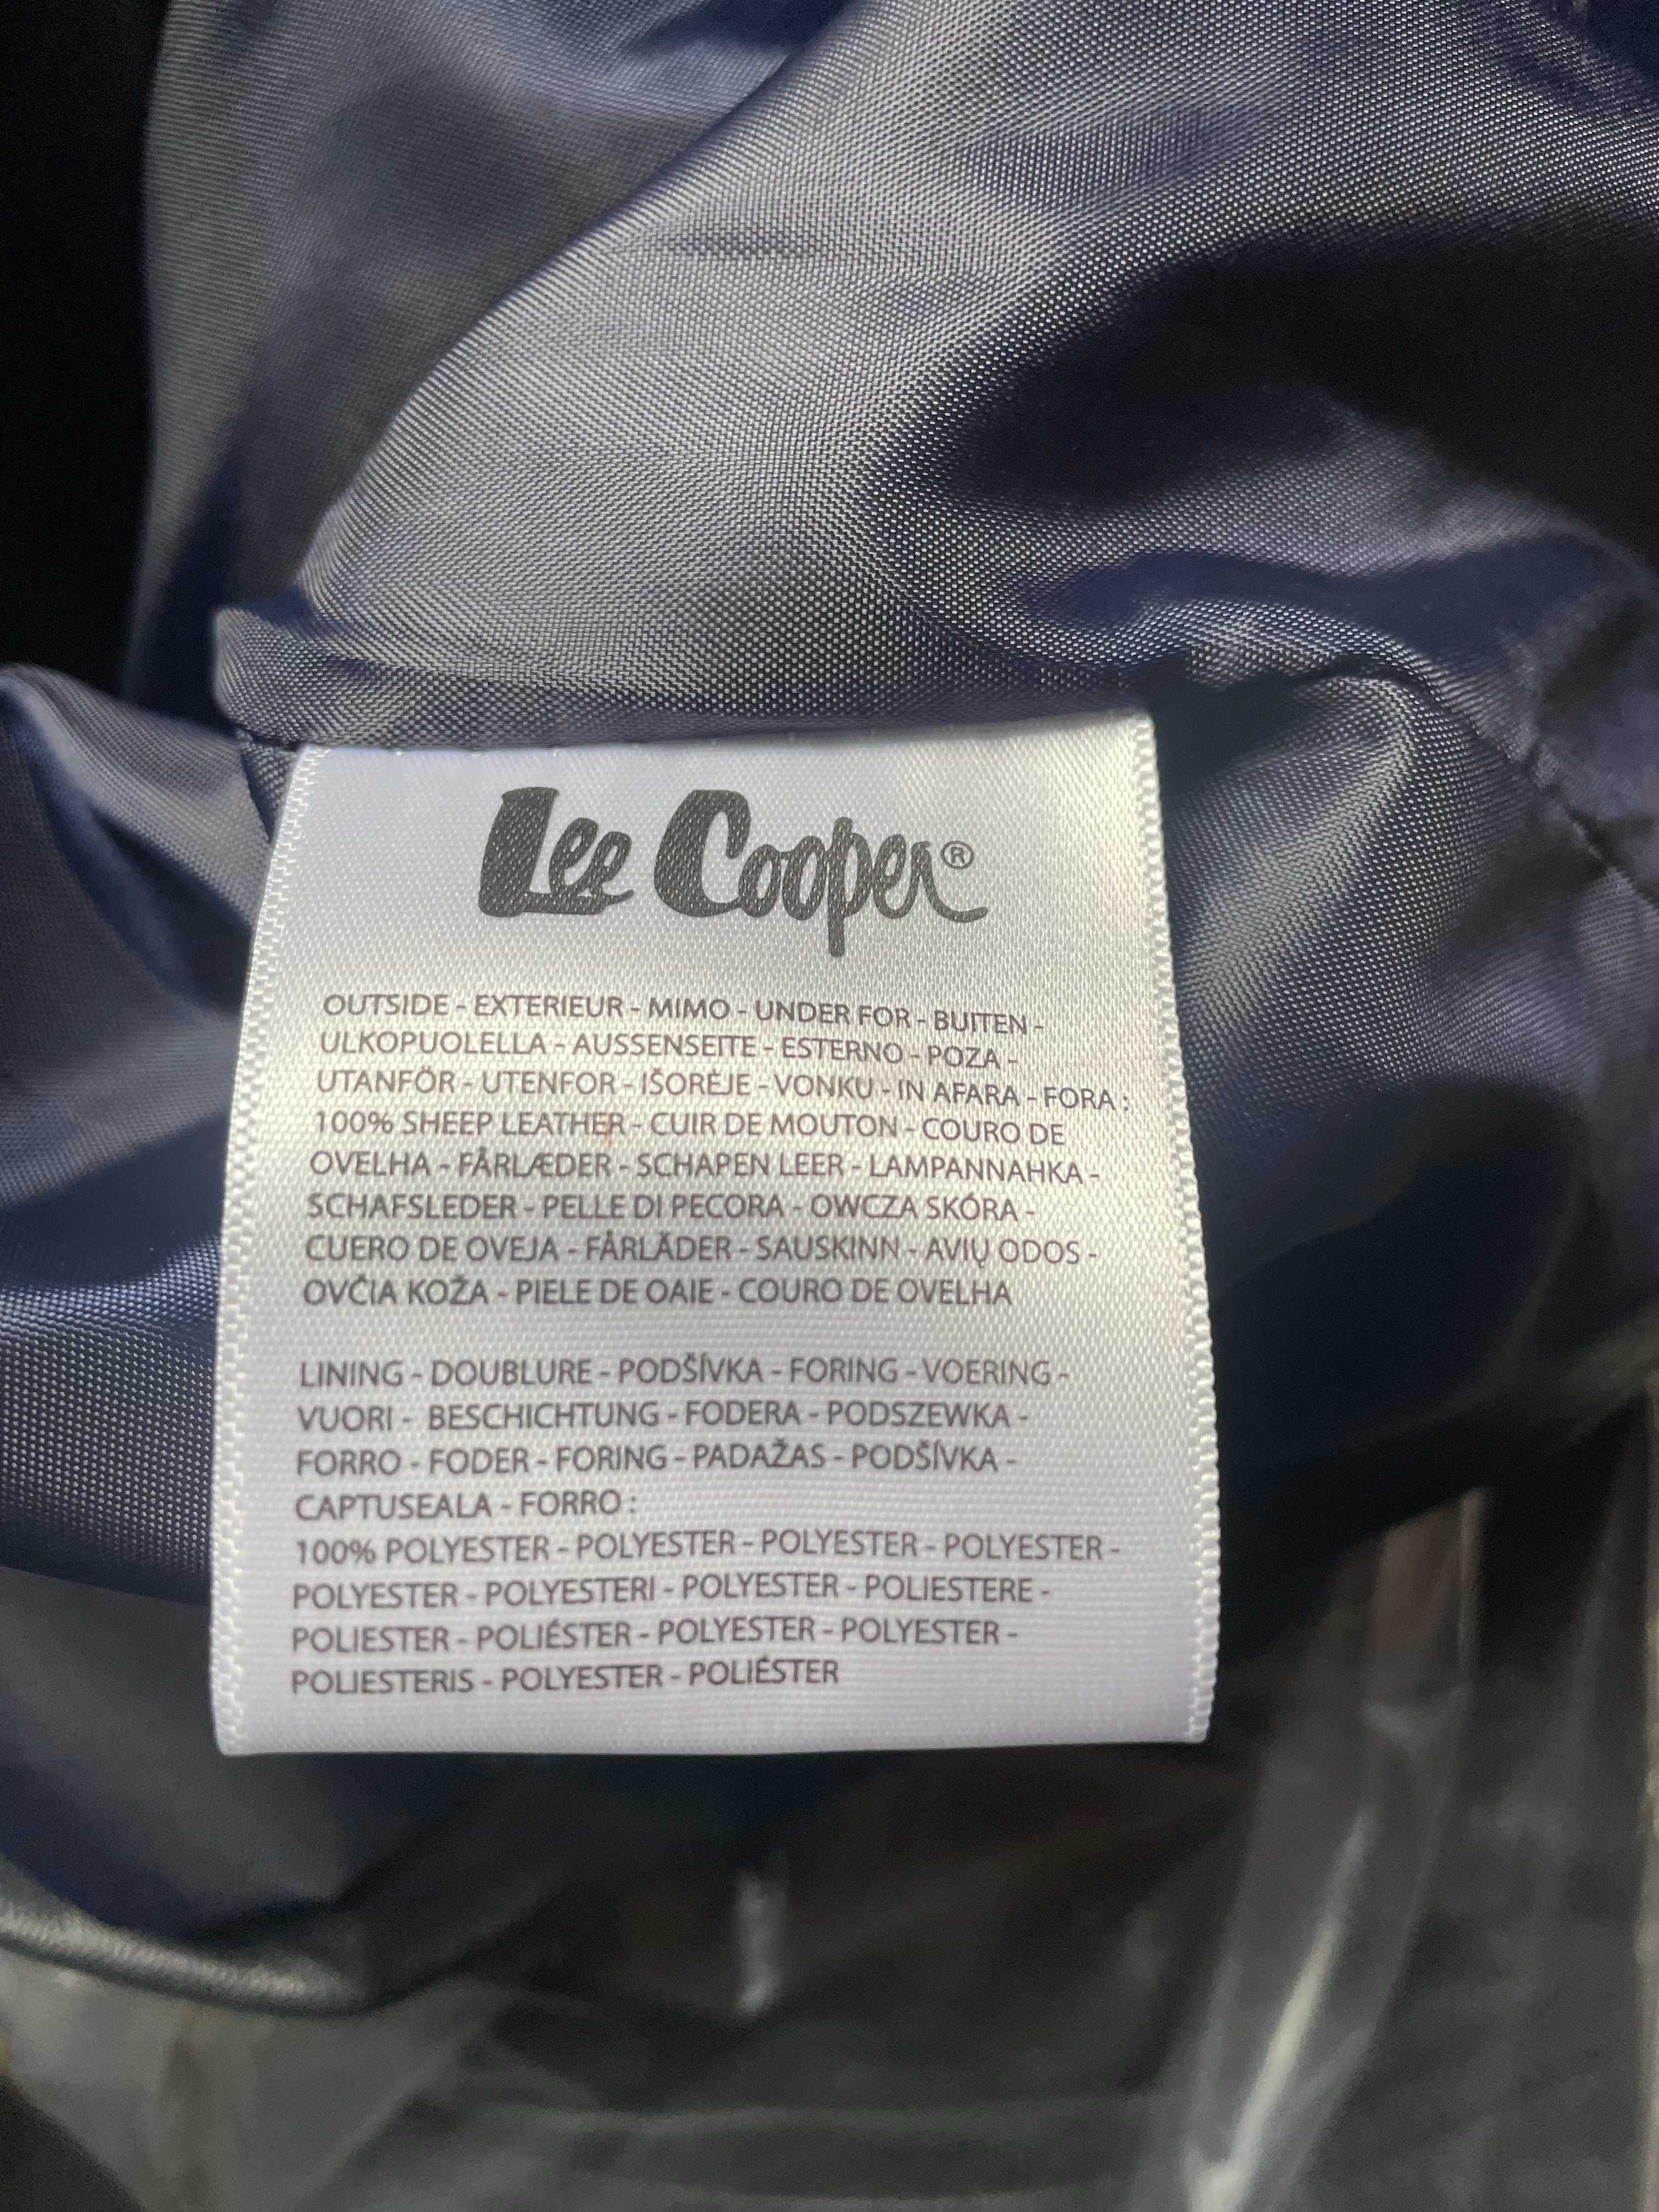 Lee Cooper®
OUTSIDE - EXTERIEUR - MIMO - UNDER FOR - BUITEN -
ULKOPUOLELLA - AUSSENSEITE - ESTERNO - POZA -
UTANFÖR - UTENFOR - IŠORĖJE - VONKU - IN AFARA - FORA :
100% SHEEP LEATHER - CUIR DE MOUTON - COURO DE
OVELHA - FÅRLÆDER - SCHAPEN LEER - LAMPANNAHKA -
SCHAFSLEDER - PELLE DI PECORA - OWCZA SKÓRA -
CUERO DE OVEJA - FÅRLÄDER - SAUSKINN - AVIŲ ODOS -
OVČIA KOŽA - PIELE DE OAIE - COURO DE OVELHA
LINING - DOUBLURE - PODŠÍVKA - FORING - VOERING -
VUORI - BESCHICHTUNG - FODERA - PODSZEWKA -
FORRO - FODER - FORING - PADAŽAS - PODŠÍVKA -
CAPTUSEALA - FORRO :
100% POLYESTER - POLYESTER - POLYESTER - POLYESTER -
POLYESTER - POLYESTERI - POLYESTER - POLIESTERE -
POLIESTER - POLIÉSTER - POLYESTER - POLYESTER -
POLIESTERIS - POLYESTER - POLIÉSTER